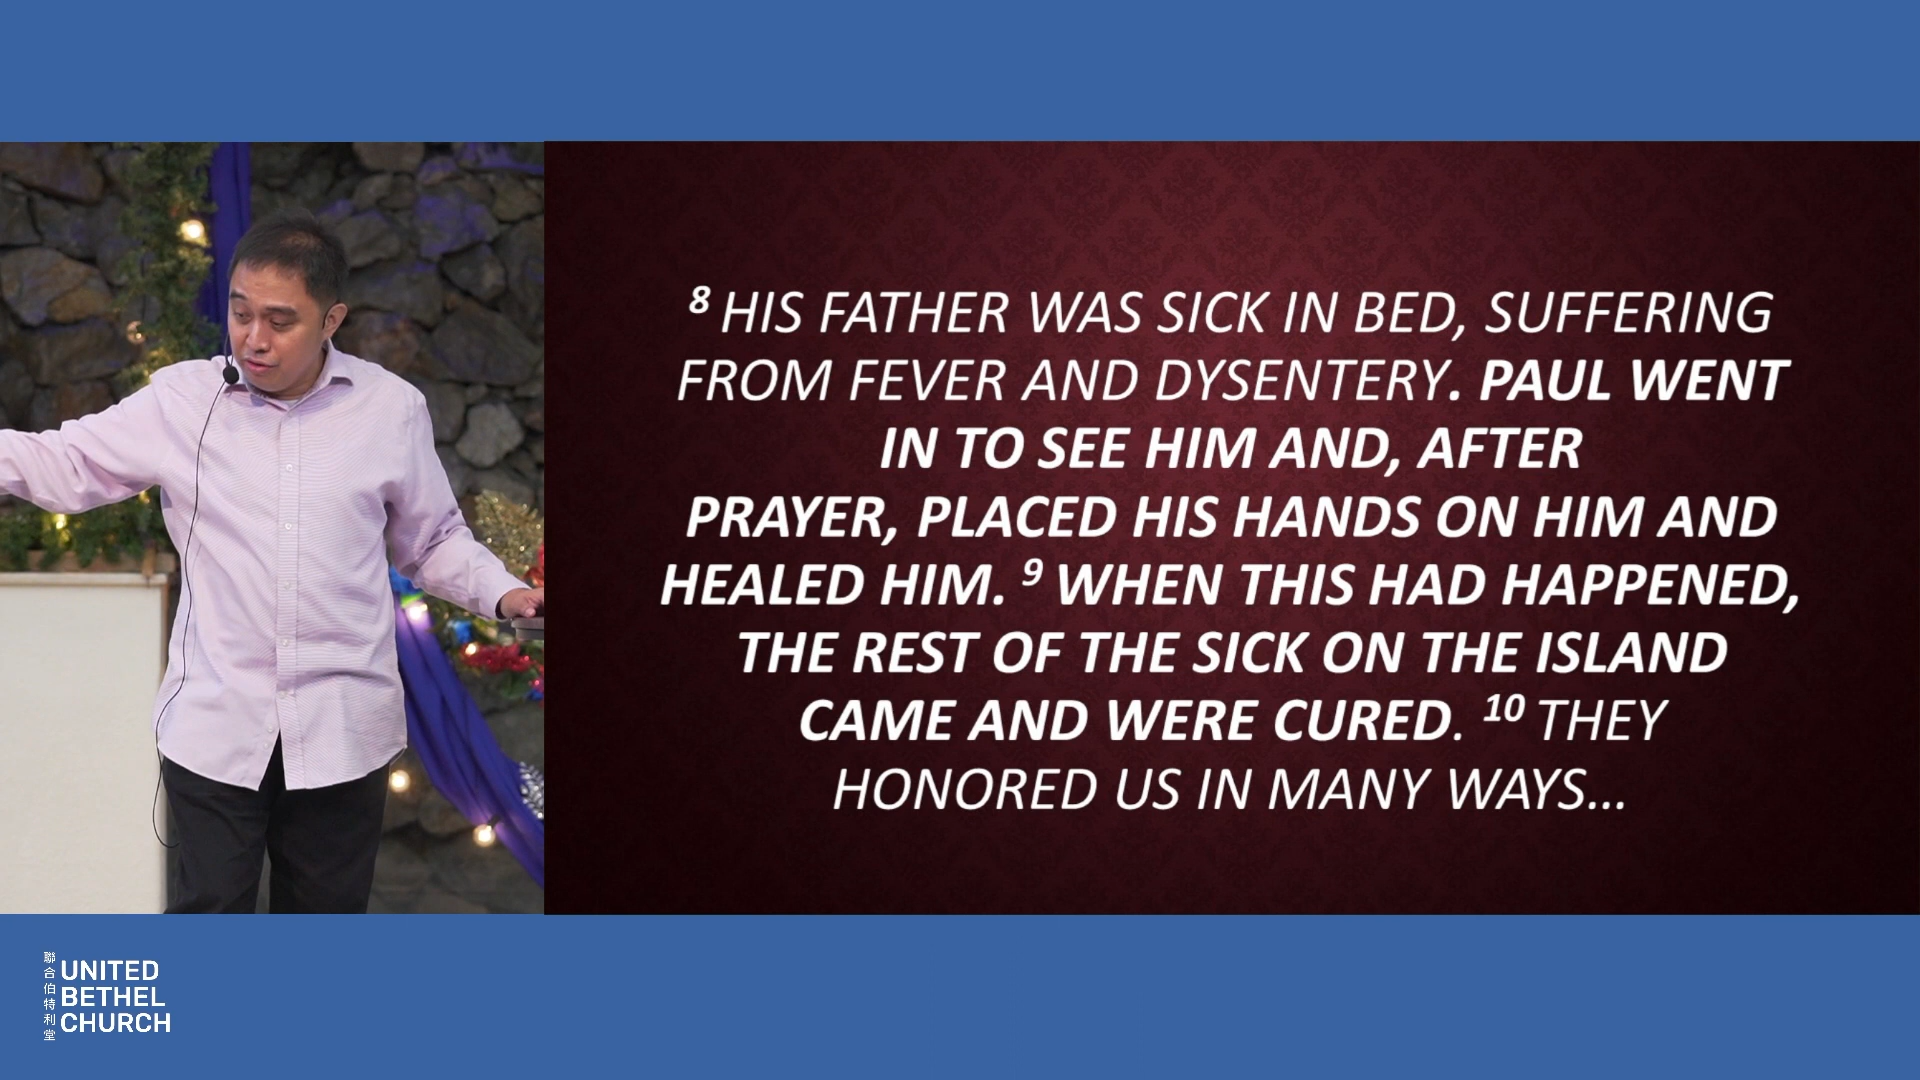 ⁸ HIS FATHER WAS SICK IN BED, SUFFERING
FROM FEVER AND DYSENTERY. PAUL WENT
IN TO SEE HIM AND, AFTER
PRAYER, PLACED HIS HANDS ON HIM AND
HEALED HIM. ⁹ WHEN THIS HAD HAPPENED,
THE REST OF THE SICK ON THE ISLAND
CAME AND WERE CURED. ¹⁰ THEY
HONORED US IN MANY WAYS…
聯合伯特利堂
UNITED
BETHEL
CHURCH